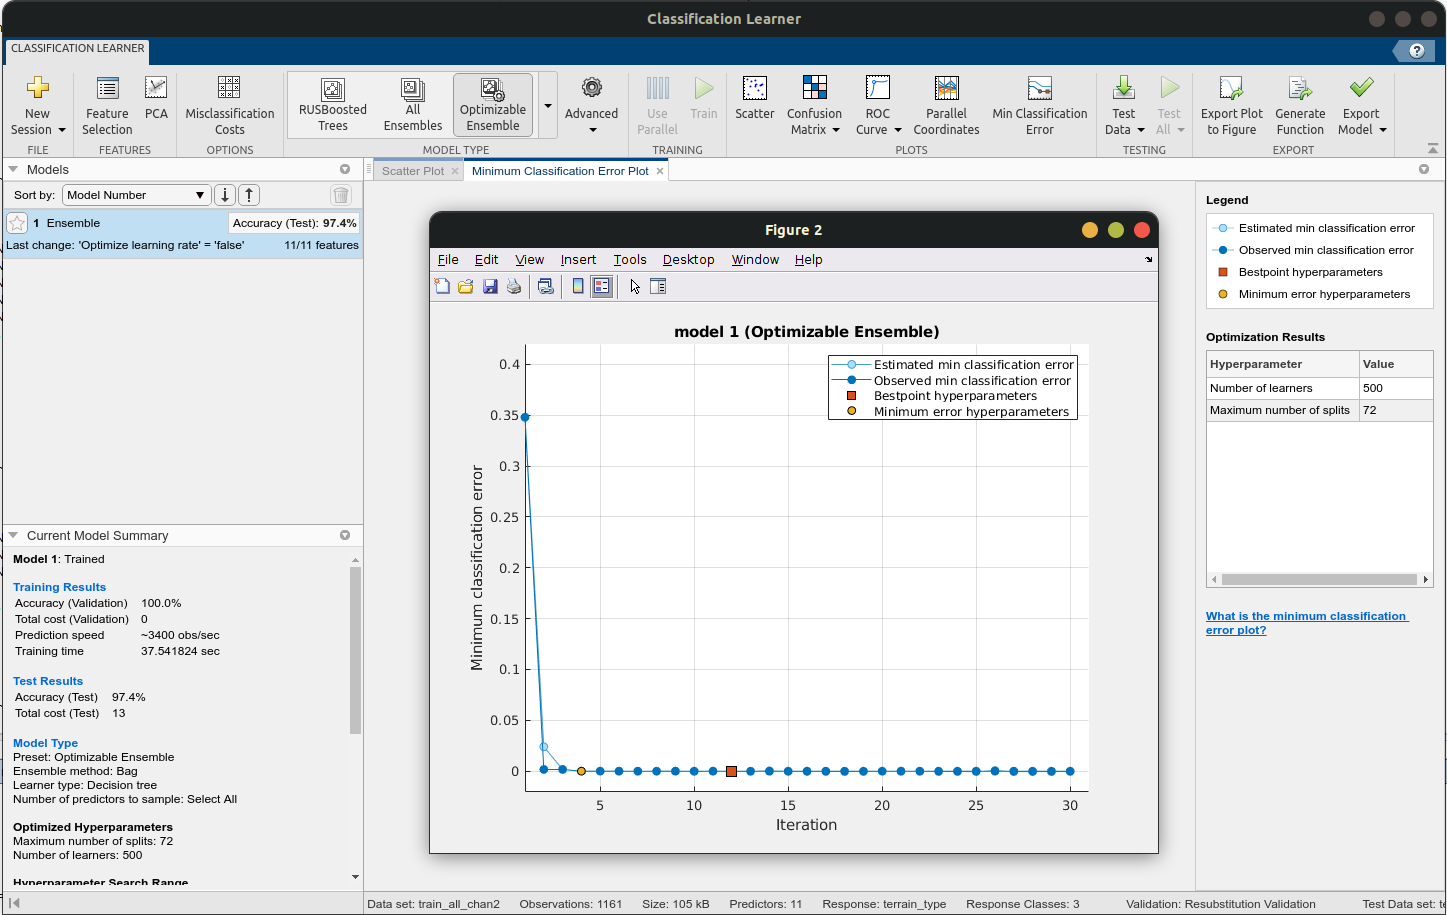 Classification Learner
CLASSIFICATION LEARNER
New Session
Feature Selection
PCA
Misclassification Costs
RUSBoosted Trees
All Ensembles
Optimizable Ensemble
Advanced
Use Parallel
Train
Scatter
Confusion Matrix
ROC Curve
Parallel Coordinates
Min Classification Error
Test Data
Test All
Export Plot to Figure
Generate Function
Export Model
FILE
FEATURES
OPTIONS
MODEL TYPE
TRAINING
PLOTS
TESTING
EXPORT
Models
Sort by: Model Number
1 Ensemble Accuracy (Test): 97.4%
Last change: 'Optimize learning rate' = 'false' 11/11 features
Current Model Summary
Model 1: Trained
Training Results
Accuracy (Validation) 100.0%
Total cost (Validation) 0
Prediction speed ~3400 obs/sec
Training time 37.541824 sec
Test Results
Accuracy (Test) 97.4%
Total cost (Test) 13
Model Type
Preset: Optimizable Ensemble
Ensemble method: Bag
Learner type: Decision tree
Number of predictors to sample: Select All
Optimized Hyperparameters
Maximum number of splits: 72
Number of learners: 500
Hyperparameter Search Range
Scatter Plot
Minimum Classification Error Plot
Figure 2
File Edit View Insert Tools Desktop Window Help
model 1 (Optimizable Ensemble)
Estimated min classification error
Observed min classification error
Bestpoint hyperparameters
Minimum error hyperparameters
Minimum classification error
0.4
0.35
0.3
0.25
0.2
0.15
0.1
0.05
0
5 10 15 20 25 30
Iteration
Legend
Estimated min classification error
Observed min classification error
Bestpoint hyperparameters
Minimum error hyperparameters
Optimization Results
Hyperparameter Value
Number of learners 500
Maximum number of splits 72
What is the minimum classification
error plot?
Data set: train_all_chan2 Observations: 1161 Size: 105 kB Predictors: 11 Response: terrain_type Response Classes: 3 Validation: Resubstitution Validation Test Data set: